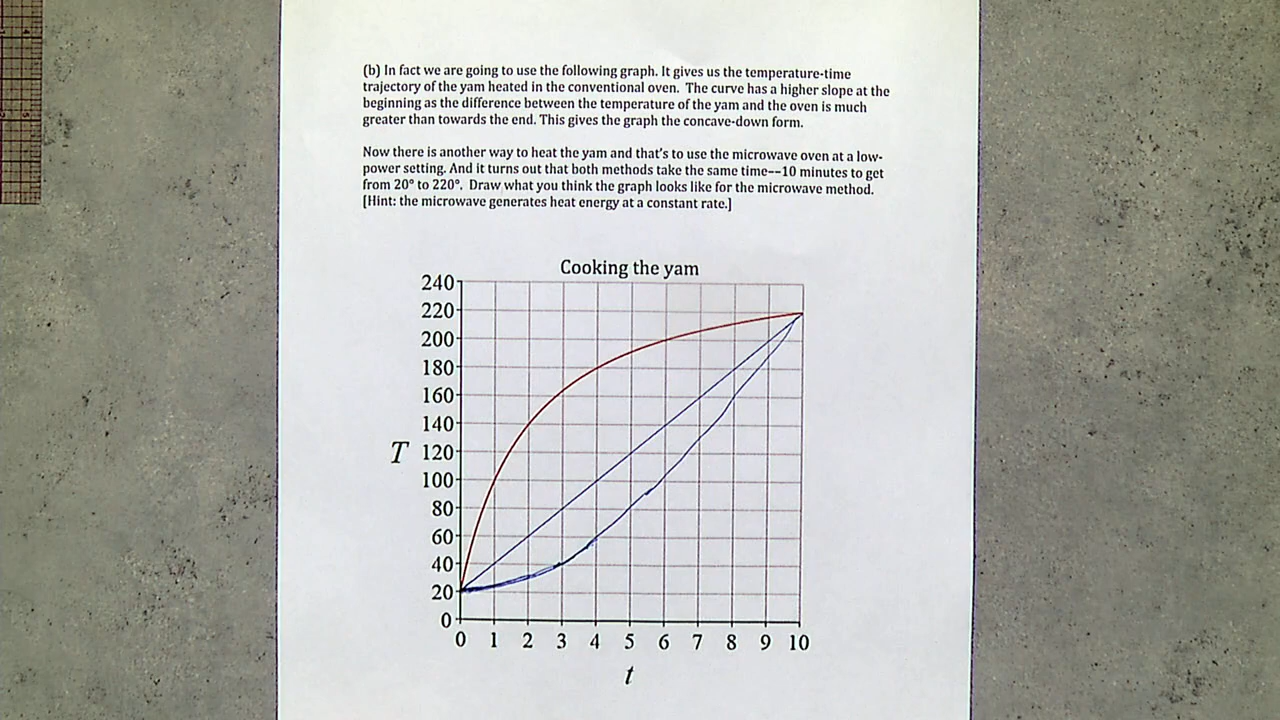 (b) In fact we are going to use the following graph. It gives us the temperature-time
trajectory of the yam heated in the conventional oven. The curve has a higher slope at the
beginning as the difference between the temperature of the yam and the oven is much
greater than towards the end. This gives the graph the concave-down form.
Now there is another way to heat the yam and that's to use the microwave oven at a low-
power setting. And it turns out that both methods take the same time--10 minutes to get
from 20° to 220°. Draw what you think the graph looks like for the microwave method.
[Hint: the microwave generates heat energy at a constant rate.]
Cooking the yam
240
220
200
180
160
140
T 120
100
80
60
40
20
0
0 1 2 3 4 5 6 7 8 9 10
t